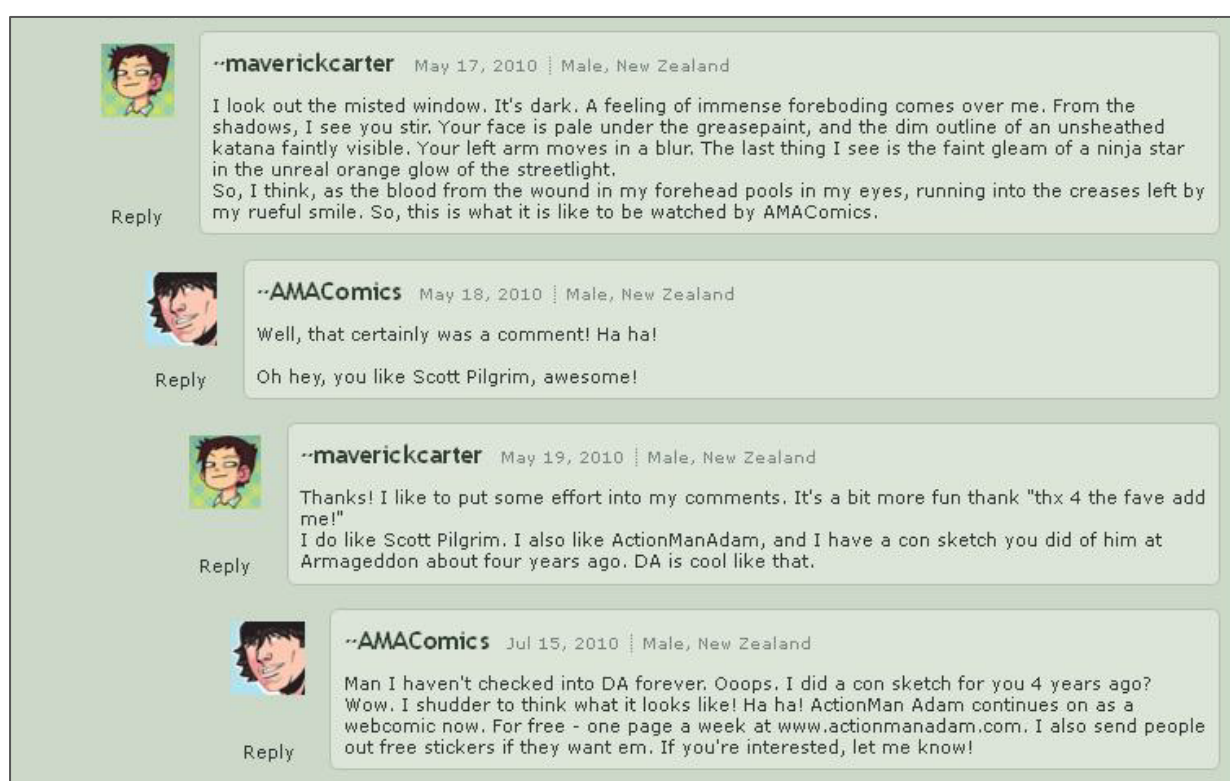 ~maverickcarter May 17, 2010 Male, New Zealand
I look out the misted window. It's dark. A feeling of immense foreboding comes over me. From the
shadows, I see you stir. Your face is pale under the greasepaint, and the dim outline of an unsheathed
katana faintly visible. Your left arm moves in a blur. The last thing I see is the faint gleam of a ninja star
in the unreal orange glow of the streetlight.
So, I think, as the blood from the wound in my forehead pools in my eyes, running into the creases left by
my rueful smile. So, this is what it is like to be watched by AMAComics.
Reply
~AMAComics May 18, 2010 Male, New Zealand
Well, that certainly was a comment! Ha ha!
Oh hey, you like Scott Pilgrim, awesome!
Reply
~maverickcarter May 19, 2010 Male, New Zealand
Thanks! I like to put some effort into my comments. It's a bit more fun thank "thx 4 the fave add
me!"
I do like Scott Pilgrim. I also like ActionManAdam, and I have a con sketch you did of him at
Armageddon about four years ago. DA is cool like that.
Reply
~AMAComics Jul 15, 2010 Male, New Zealand
Man I haven't checked into DA forever. Ooops. I did a con sketch for you 4 years ago?
Wow. I shudder to think what it looks like! Ha ha! ActionMan Adam continues on as a
webcomic now. For free - one page a week at www.actionmanadam.com. I also send people
out free stickers if they want em. If you're interested, let me know!
Reply